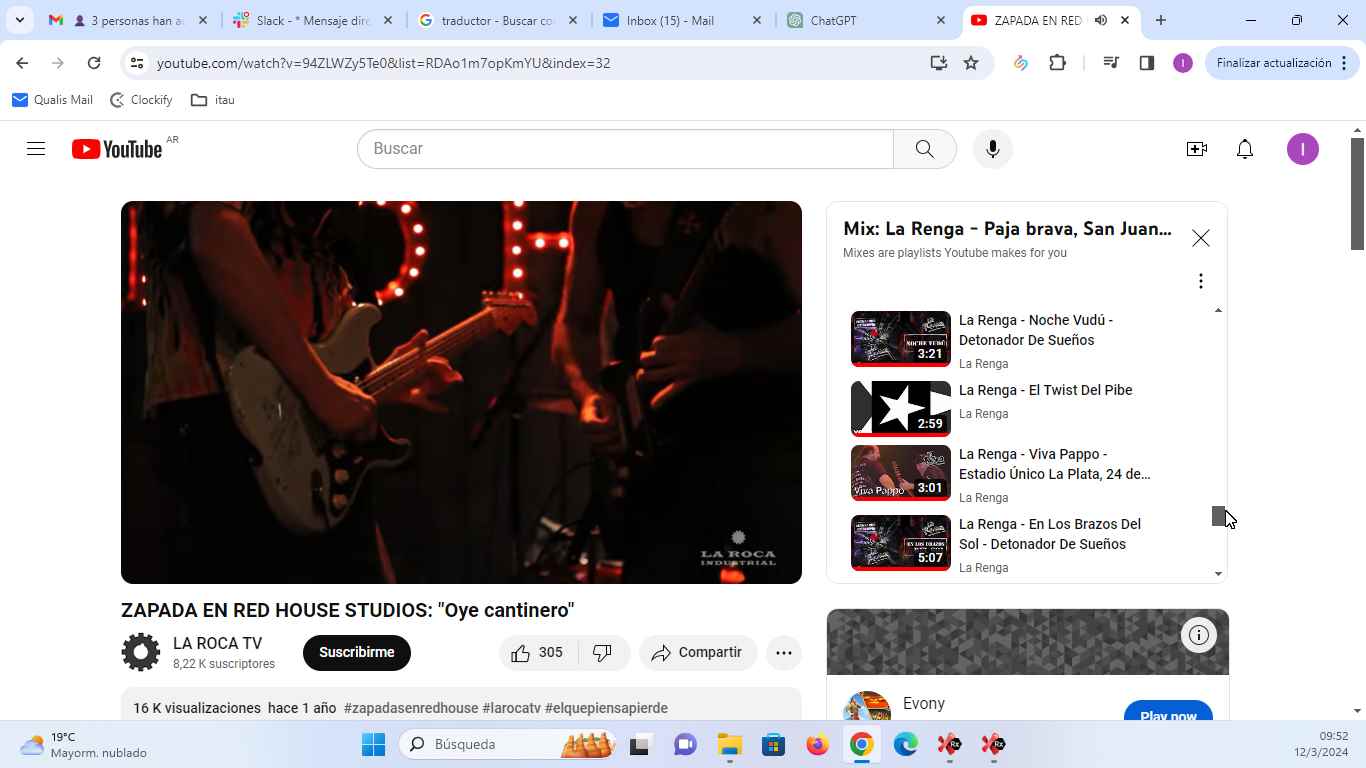 3 personas han a
Slack - * Mensaje dire
traductor - Buscar co
Inbox (15) - Mail
ChatGPT
ZAPADA EN RED
youtube.com/watch?v=94ZLWZy5Te0&list=RDAo1m7opKmYU&index=32
I
Finalizar actualización
Qualis Mail
Clockify
itau
YouTube
AR
Buscar
I
Mix: La Renga - Paja brava, San Juan...
Mixes are playlists Youtube makes for you
La Renga - Noche Vudú -
Detonador De Sueños
La Renga
NOCHE VUDÚ
3:21
La Renga - El Twist Del Pibe
La Renga
2:59
La Renga - Viva Pappo -
Estadio Único La Plata, 24 de...
La Renga
Viva Pappo
3:01
La Renga - En Los Brazos Del
Sol - Detonador De Sueños
La Renga
EN LOS BRAZOS
5:07
LA ROCA
INDUSTRIAL
ZAPADA EN RED HOUSE STUDIOS: "Oye cantinero"
LA ROCA TV
8,22 K suscriptores
Suscribirme
305
Compartir
16 K visualizaciones hace 1 año #zapadasenredhouse #larocatv #elquepiensapierde
Evony
Play now
19°C
Mayorm. nublado
Búsqueda
Rx
Rx
09:52
12/3/2024